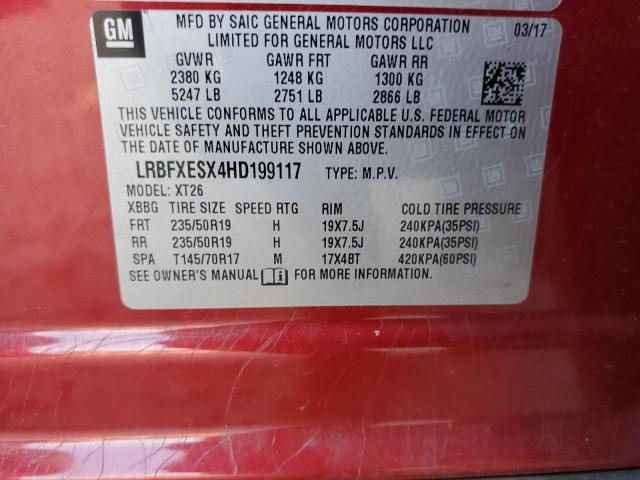 GM
MFD BY SAIC GENERAL MOTORS CORPORATION
LIMITED FOR GENERAL MOTORS LLC
03/17
GVWR GAWR FRT GAWR RR
2380 KG 1248 KG 1300 KG
5247 LB 2751 LB 2866 LB
THIS VEHICLE CONFORMS TO ALL APPLICABLE U.S. FEDERAL MOTOR
VEHICLE SAFETY AND THEFT PREVENTION STANDARDS IN EFFECT ON
THE DATE OF MANUFACTURE SHOWN ABOVE.
LRBFXESX4HD199117 TYPE: M.P.V.
MODEL: XT26
XBBG TIRE SIZE SPEED RTG RIM COLD TIRE PRESSURE
FRT 235/50R19 H 19X7.5J 240KPA(35PSI)
RR 235/50R19 H 19X7.5J 240KPA(35PSI)
SPA T145/70R17 M 17X4BT 420KPA(60PSI)
SEE OWNER'S MANUAL FOR MORE INFORMATION.